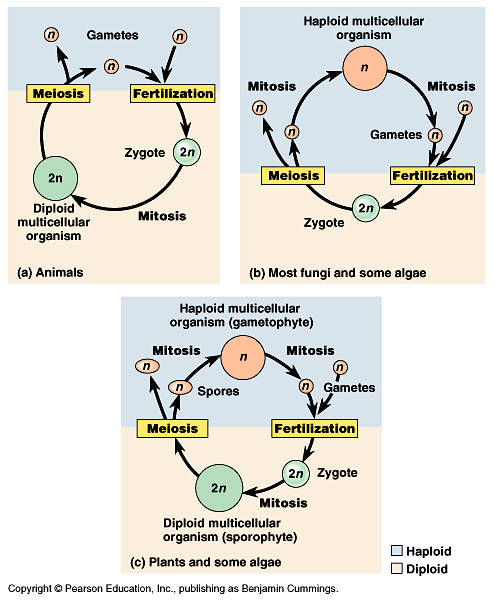 n
Gametes
n
n
Meiosis
Fertilization
Zygote
2n
2n
Diploid
multicellular
organism
Mitosis
(a) Animals
Haploid multicellular
organism
n
Mitosis
Mitosis
n
n
n
Gametes
n
Meiosis
Fertilization
Zygote
2n
(b) Most fungi and some algae
Haploid multicellular
organism (gametophyte)
Mitosis
n
Mitosis
n
n
Spores
n
n
Gametes
Meiosis
Fertilization
2n
2n
Zygote
Mitosis
Diploid multicellular
organism (sporophyte)
(c) Plants and some algae
Haploid
Diploid
Copyright © Pearson Education, Inc., publishing as Benjamin Cummings.